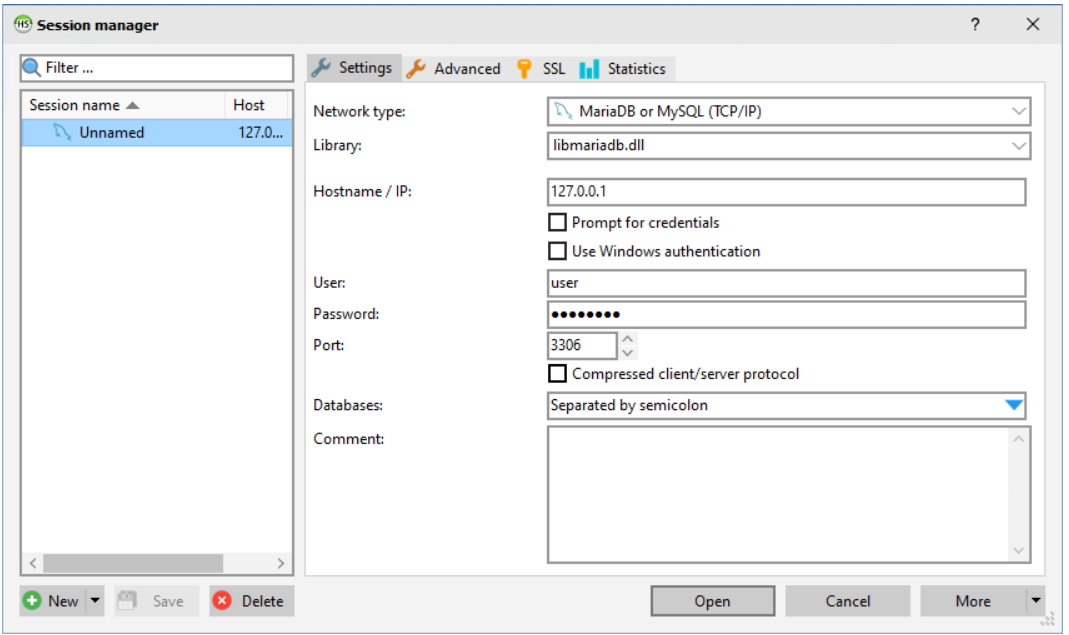 HS Session manager ?
Filter ...
Settings Advanced SSL Statistics
Session name Host
Unnamed 127.0...
Network type: MariaDB or MySQL (TCP/IP)
Library: libmariadb.dll
Hostname / IP: 127.0.0.1
Prompt for credentials
Use Windows authentication
User: user
Password: ●●●●●●●●
Port: 3306
Compressed client/server protocol
Databases: Separated by semicolon
Comment:
New Save Delete Open Cancel More